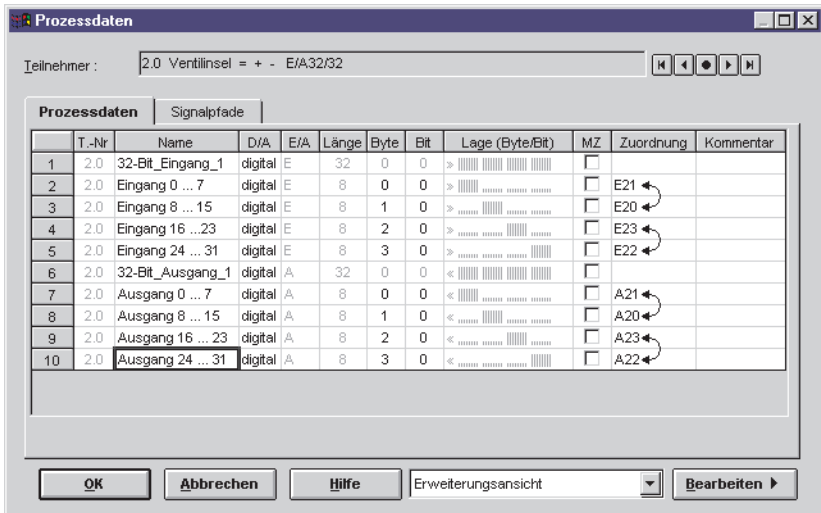 Prozessdaten
Teilnehmer : 2.0 Ventilinsel = + - E/A32/32
Prozessdaten Signalpfade
T.-Nr Name D/A E/A Länge Byte Bit Lage (Byte/Bit) MZ Zuordnung Kommentar
1 2.0 32-Bit_Eingang_1 digital E 32 0 0 »
2 2.0 Eingang 0 ... 7 digital E 8 0 0 » E21
3 2.0 Eingang 8 ... 15 digital E 8 1 0 » E20
4 2.0 Eingang 16 ...23 digital E 8 2 0 » E23
5 2.0 Eingang 24 ... 31 digital E 8 3 0 » E22
6 2.0 32-Bit_Ausgang_1 digital A 32 0 0 «
7 2.0 Ausgang 0 ... 7 digital A 8 0 0 « A21
8 2.0 Ausgang 8 ... 15 digital A 8 1 0 « A20
9 2.0 Ausgang 16 ... 23 digital A 8 2 0 « A23
10 2.0 Ausgang 24 ... 31 digital A 8 3 0 « A22
OK Abbrechen Hilfe Erweiterungsansicht Bearbeiten